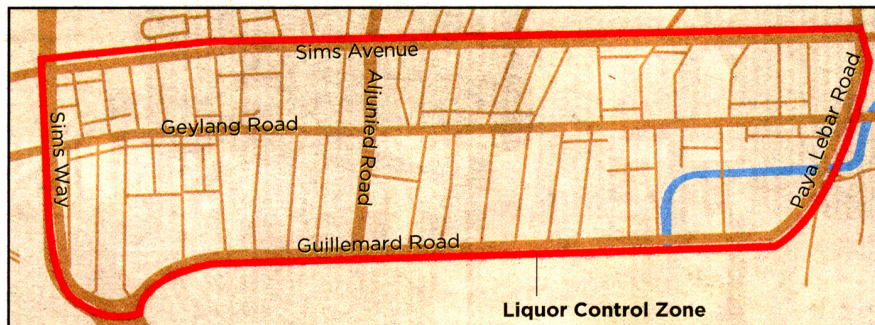 Sims Avenue
Aljunied Road
Geylang Road
Sims Way
Paya Lebar Road
Guillemard Road
Liquor Control Zone